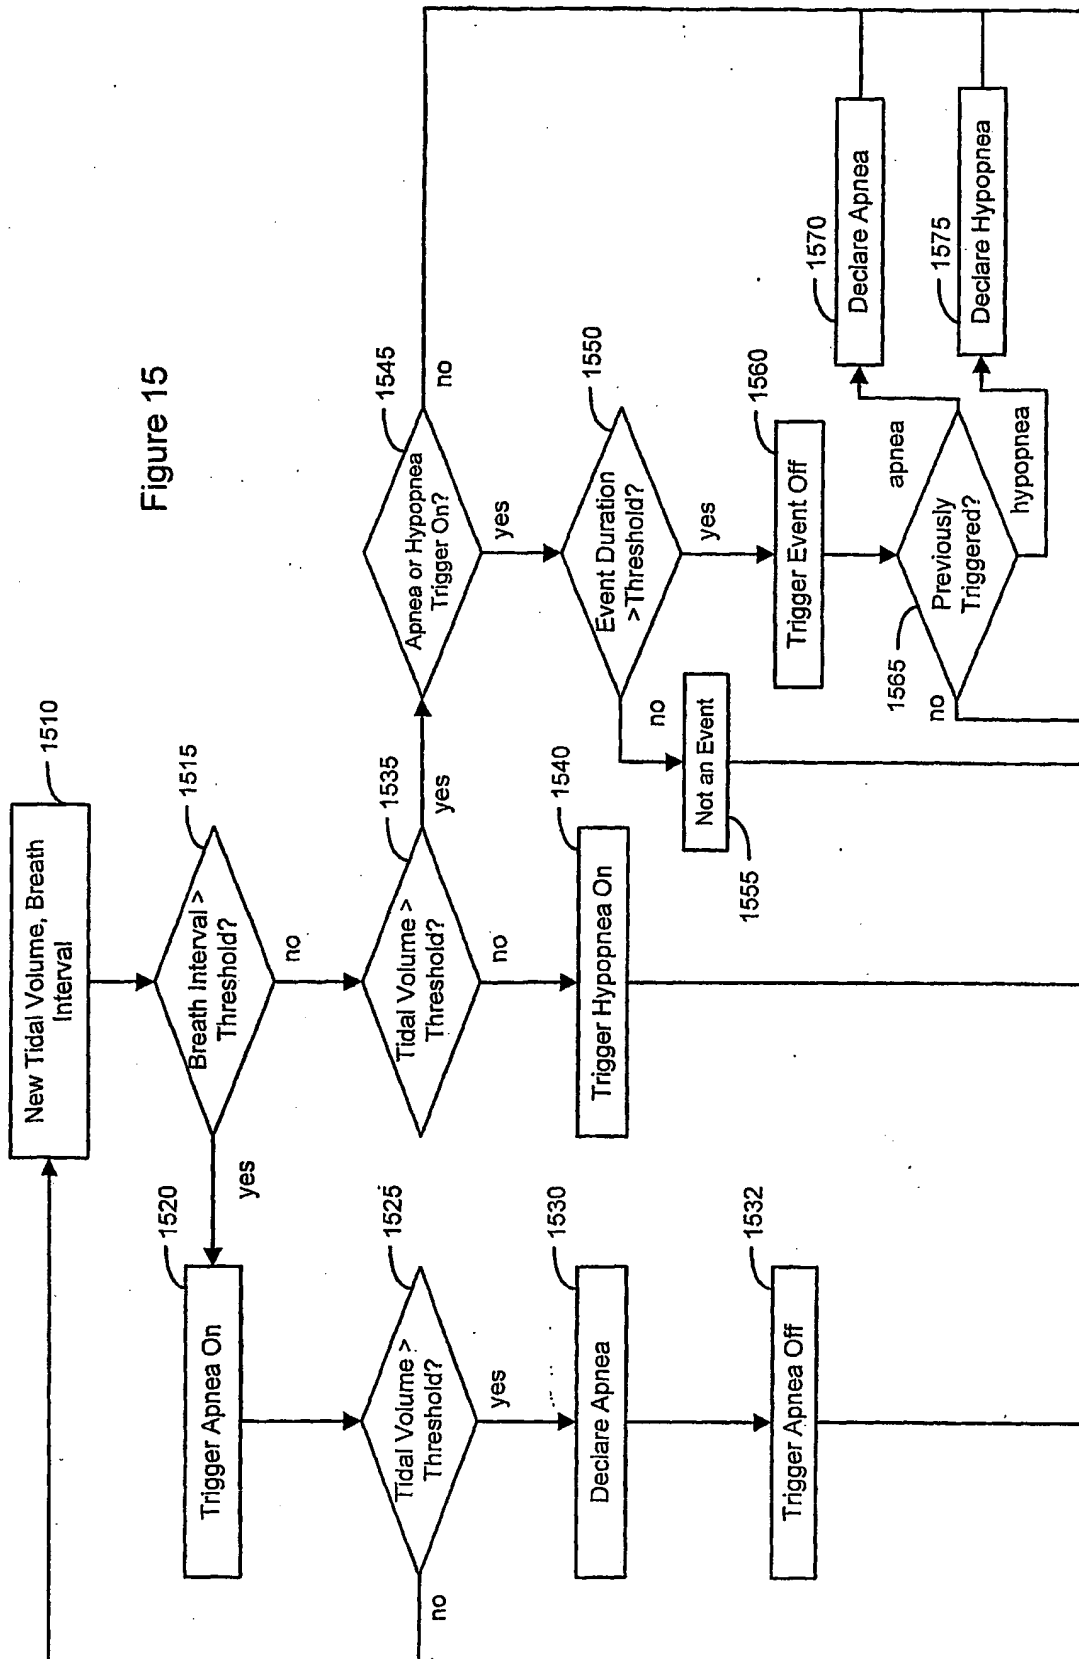 Figure 15
1510
New Tidal Volume, Breath
Interval
1515
Breath Interval >
Threshold?
yes
no
1520
Trigger Apnea On
1525
Tidal Volume >
Threshold?
no
yes
1530
Declare Apnea
1532
Trigger Apnea Off
1535
Tidal Volume >
Threshold?
yes
no
1540
Trigger Hypopnea On
1545
Apnea or Hypopnea
Trigger On?
no
yes
1550
Event Duration
>Threshold?
no
yes
Not an Event
1555
1560
Trigger Event Off
1565
Previously
Triggered?
no
apnea
hypopnea
1570
Declare Apnea
1575
Declare Hypopnea